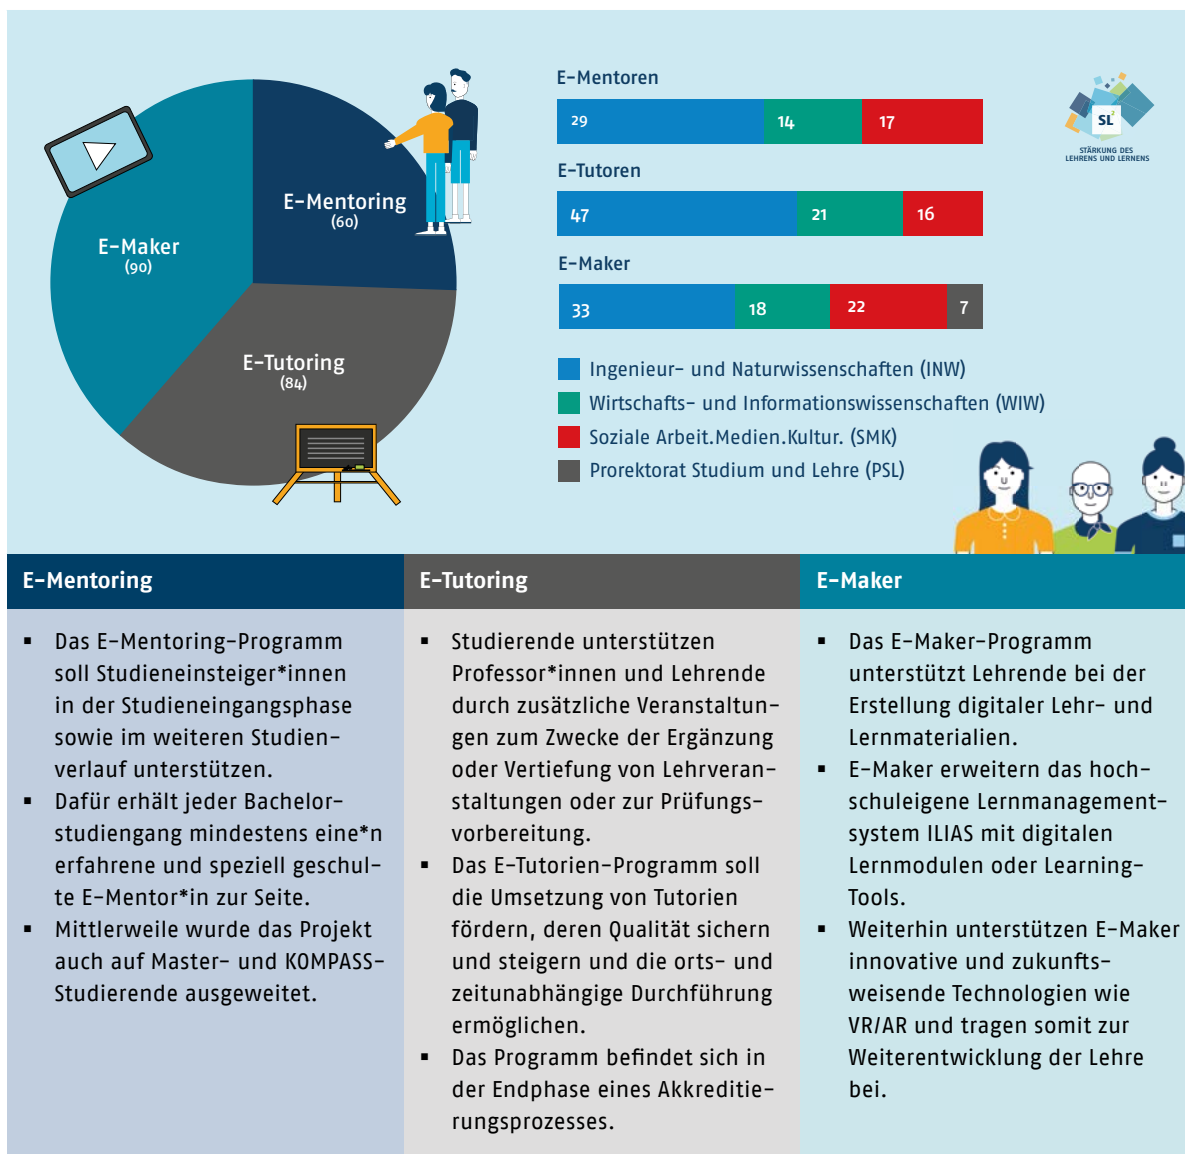 E-Mentoring
(60)
E-Maker
(90)
E-Tutoring
(84)
E-Mentoren
29 14 17
E-Tutoren
47 21 16
E-Maker
33 18 22 7
Ingenieur- und Naturwissenschaften (INW)
Wirtschafts- und Informationswissenschaften (WIW)
Soziale Arbeit.Medien.Kultur. (SMK)
Prorektorat Studium und Lehre (PSL)
SL²
STÄRKUNG DES
LEHRENS UND LERNENS
E-Mentoring
▪ Das E-Mentoring-Programm
soll Studieneinsteiger*innen
in der Studieneingangsphase
sowie im weiteren Studien-
verlauf unterstützen.
▪ Dafür erhält jeder Bachelor-
studiengang mindestens eine*n
erfahrene und speziell geschul-
te E-Mentor*in zur Seite.
▪ Mittlerweile wurde das Projekt
auch auf Master- und KOMPASS-
Studierende ausgeweitet.
E-Tutoring
▪ Studierende unterstützen
Professor*innen und Lehrende
durch zusätzliche Veranstaltun-
gen zum Zwecke der Ergänzung
oder Vertiefung von Lehrveran-
staltungen oder zur Prüfungs-
vorbereitung.
▪ Das E-Tutorien-Programm soll
die Umsetzung von Tutorien
fördern, deren Qualität sichern
und steigern und die orts- und
zeitunabhängige Durchführung
ermöglichen.
▪ Das Programm befindet sich in
der Endphase eines Akkreditie-
rungsprozesses.
E-Maker
▪ Das E-Maker-Programm
unterstützt Lehrende bei der
Erstellung digitaler Lehr- und
Lernmaterialien.
▪ E-Maker erweitern das hoch-
schuleigene Lernmanagement-
system ILIAS mit digitalen
Lernmodulen oder Learning-
Tools.
▪ Weiterhin unterstützen E-Maker
innovative und zukunfts-
weisende Technologien wie
VR/AR und tragen somit zur
Weiterentwicklung der Lehre
bei.